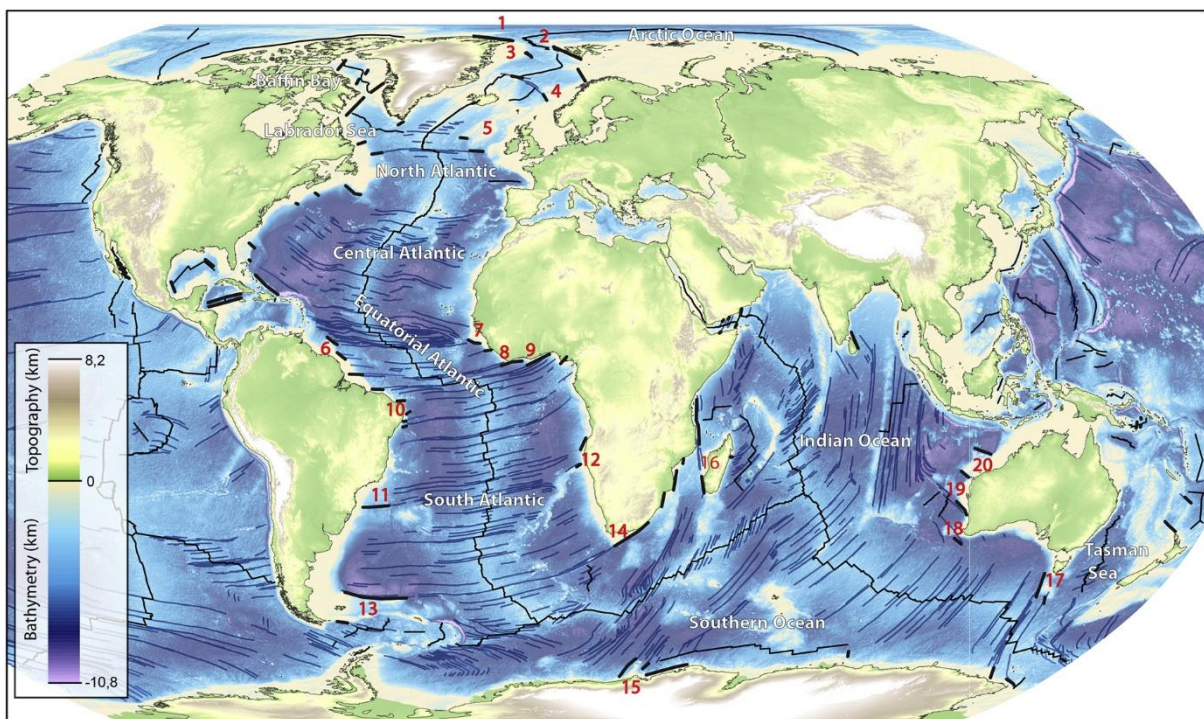 1
2
Arctic Ocean
3
Baffin Bay
4
Labrador Sea
5
North Atlantic
Central Atlantic
Equatorial Atlantic
7
6
8
9
10
Topography (km)
8,2
0
Bathymetry (km)
-10,8
Indian Ocean
12
16
20
11
South Atlantic
19
14
18
Tasman
Sea
17
13
Southern Ocean
15